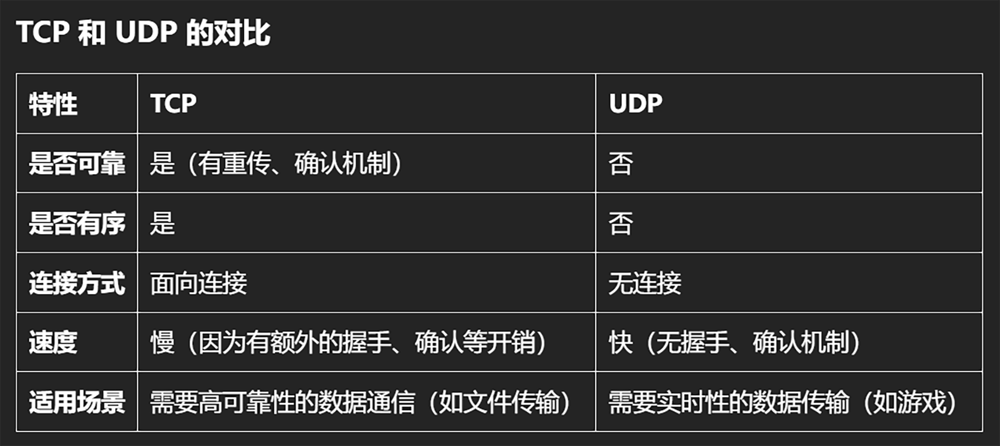 TCP 和 UDP 的对比
特性 TCP UDP
是否可靠 是（有重传、确认机制） 否
是否有序 是 否
连接方式 面向连接 无连接
速度 慢（因为有额外的握手、确认等开销） 快（无握手、确认机制）
适用场景 需要高可靠性的数据通信（如文件传输） 需要实时性的数据传输（如游戏）